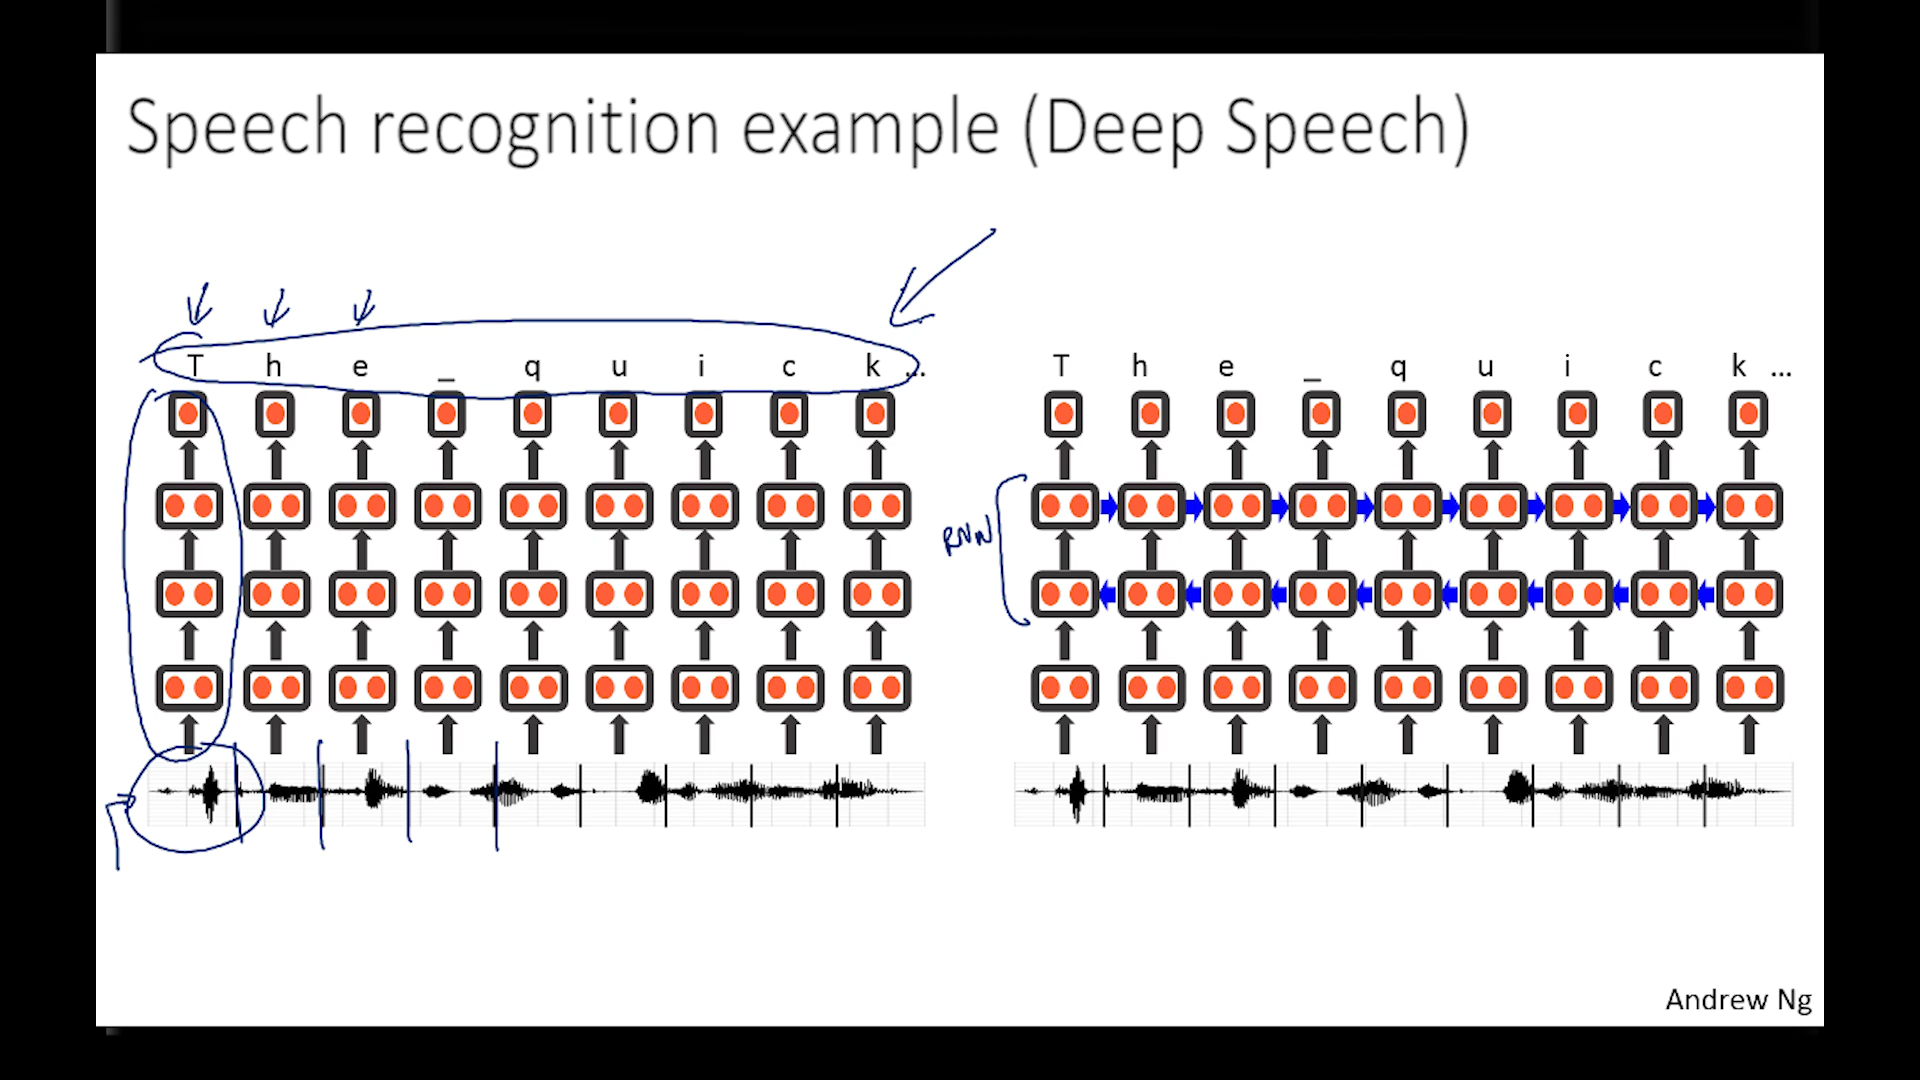 Speech recognition example (Deep Speech)
T h e _ q u i c k ...
T h e _ q u i c k ...
RNN
Andrew Ng